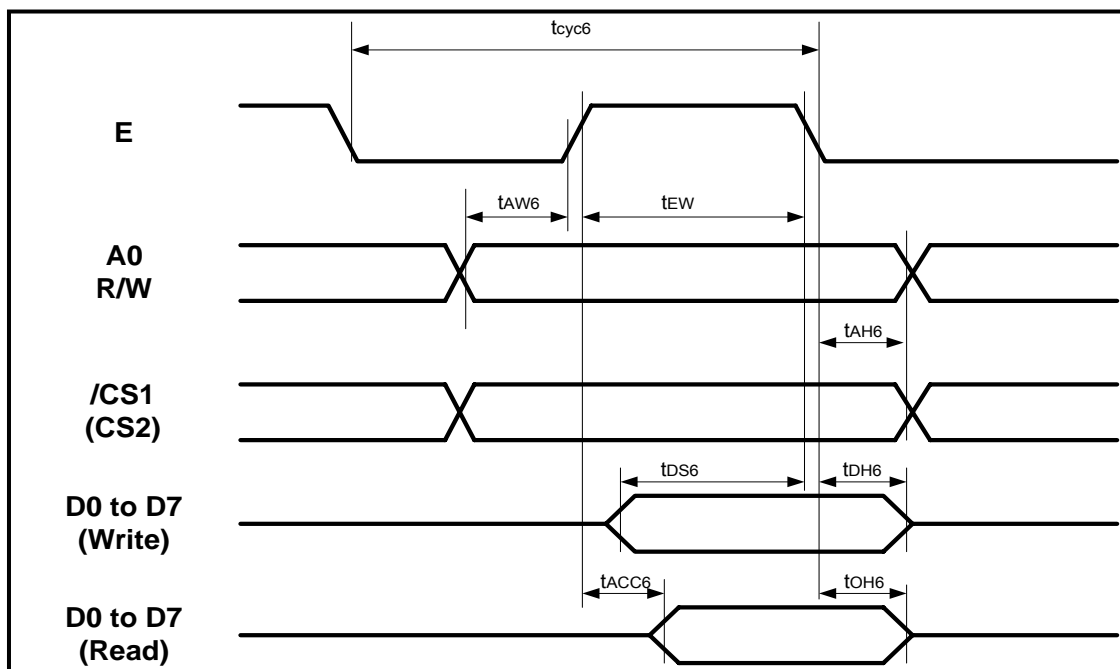 tcyc6
E
tAW6
tEW
A0
R/W
tAH6
/CS1
(CS2)
tDS6
tDH6
D0 to D7
(Write)
tACC6
tOH6
D0 to D7
(Read)